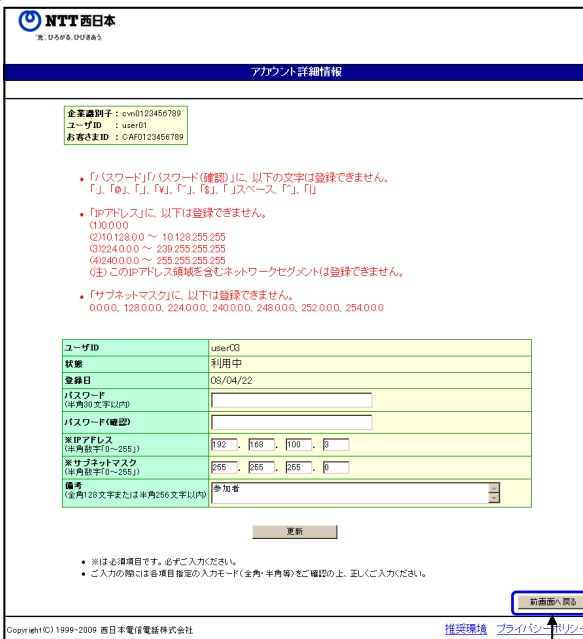 NTT西日本
光、ひろがる、ひびきあう。
アカウント詳細情報
企業識別子：cvn0123456789
ユーザID ：user01
お客さまID ：CAF0123456789
・「パスワード」「パスワード(確認)」に、以下の文字は登録できません。
「:」、「@」、「,」、「¥」、「"」、「$」、「 」スペース、「^」、「|」
・「IPアドレス」に、以下は登録できません。
(1)0.0.0.0
(2)10.128.0.0 ～ 10.128.255.255
(3)224.0.0.0 ～ 239.255.255.255
(4)240.0.0.0 ～ 255.255.255.255
(注) このIPアドレス領域を含むネットワークセグメントは登録できません。
・「サブネットマスク」に、以下は登録できません。
0.0.0.0、128.0.0.0、224.0.0.0、240.0.0.0、248.0.0.0、252.0.0.0、254.0.0.0
ユーザID user03
状態 利用中
登録日 08/04/22
パスワード
(半角30文字以内)
パスワード(確認)
※IPアドレス
(半角数字「0～255」) 192 . 168 . 100 . 3
※サブネットマスク
(半角数字「0～255」) 255 . 255 . 255 . 0
備考
(全角128文字または半角256文字以内) 参加者
更新
・ ※は必須項目です。必ずご入力ください。
・ ご入力の際には各項目指定の入力モード(全角・半角等)をご確認の上、正しくご入力ください。
前画面へ戻る
Copyright(C) 1999-2009 西日本電信電話株式会社 推奨環境 プライバシーポリシー